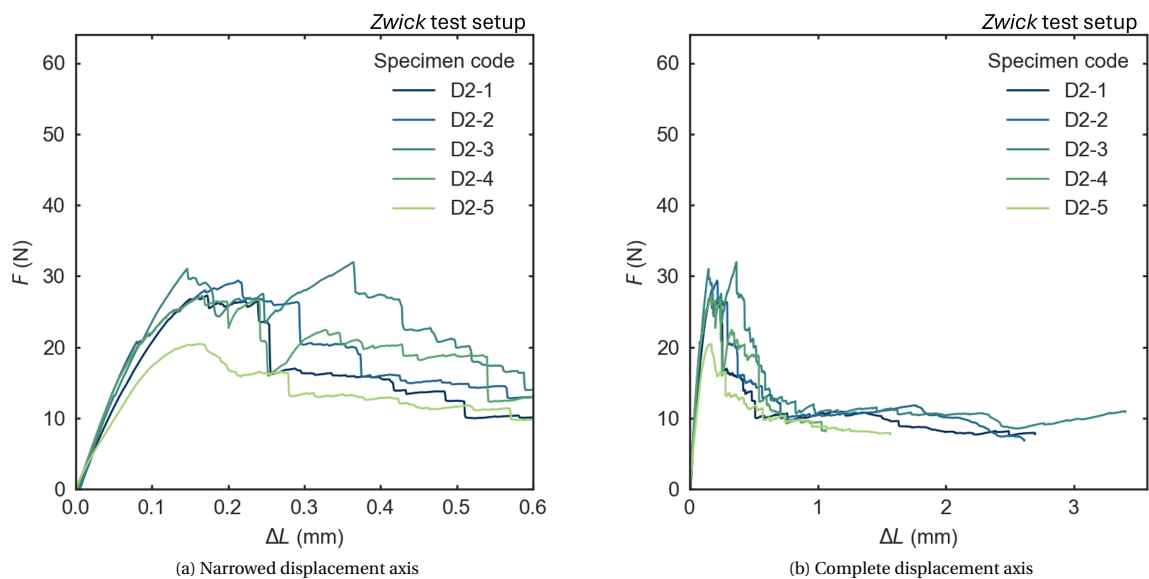 Zwick test setup
Specimen code
D2-1
D2-2
D2-3
D2-4
D2-5
60
50
40
30
20
10
0
F (N)
0.0 0.1 0.2 0.3 0.4 0.5 0.6
ΔL (mm)
(a) Narrowed displacement axis
Zwick test setup
Specimen code
D2-1
D2-2
D2-3
D2-4
D2-5
60
50
40
30
20
10
0
F (N)
0 1 2 3
ΔL (mm)
(b) Complete displacement axis